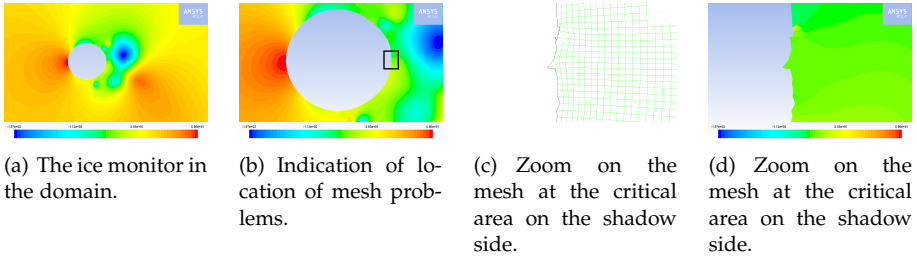 ANSYS
ANSYS
ANSYS
(a) The ice monitor in
the domain.
(b) Indication of lo-
cation of mesh prob-
lems.
(c) Zoom on the
mesh at the critical
area on the shadow
side.
(d) Zoom on the
mesh at the critical
area on the shadow
side.